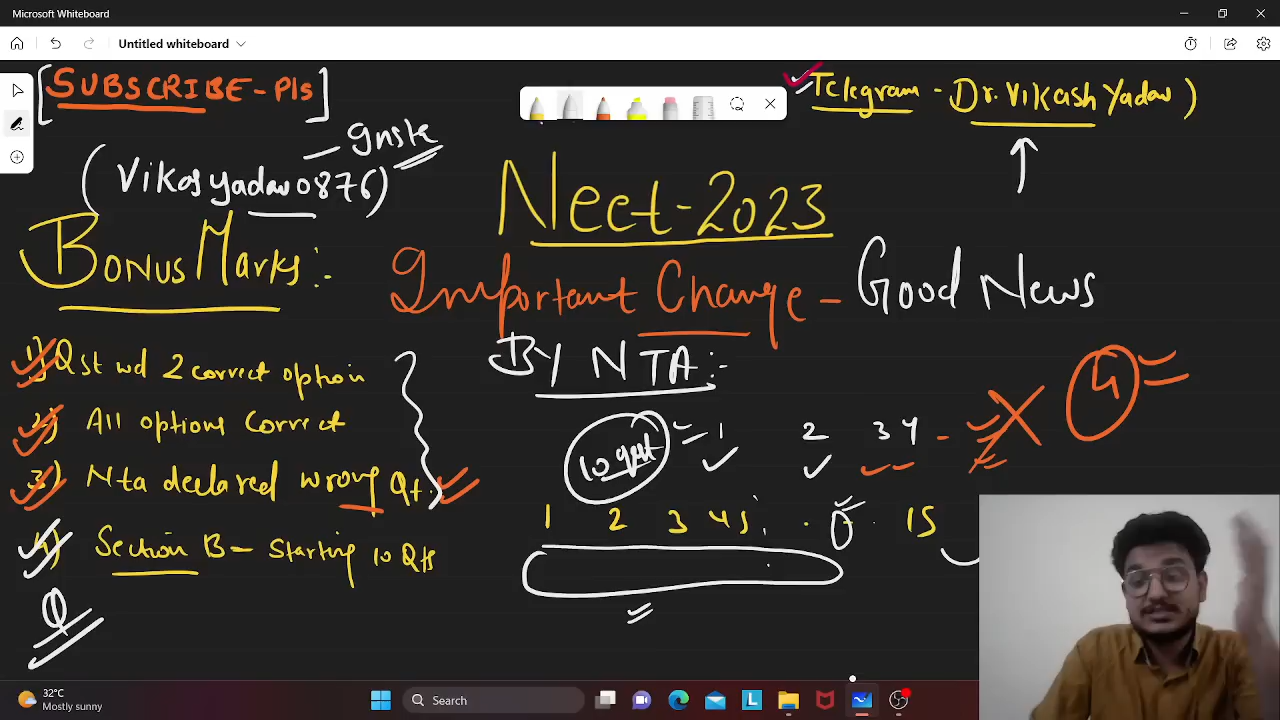 Microsoft Whiteboard
Untitled whiteboard
[SUBSCRIBE - Pls]
Telegram - Dr. Vikash Yadav)
(Vikasyadav0876)
Neet-2023
Bonus Marks :-
Important Change - Good News
BY NTA :-
1) Qst wd 2 correct option
2) All options Correct
3) Nta declared wrong Qt.
4) Section B - Starting 10 Qts
Q
10 qst = 1 2 3 4 -
4
1 2 3 4 5 0 15
32°C
Mostly sunny
Search